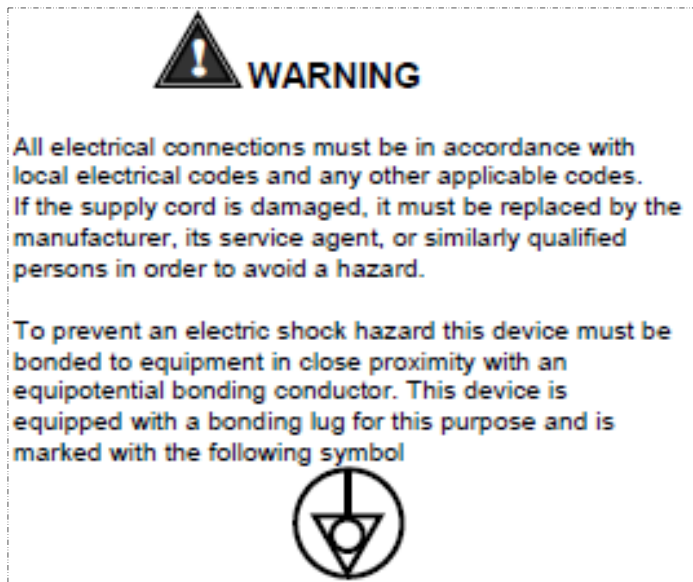 WARNING
All electrical connections must be in accordance with
local electrical codes and any other applicable codes.
If the supply cord is damaged, it must be replaced by the
manufacturer, its service agent, or similarly qualified
persons in order to avoid a hazard.
To prevent an electric shock hazard this device must be
bonded to equipment in close proximity with an
equipotential bonding conductor. This device is
equipped with a bonding lug for this purpose and is
marked with the following symbol